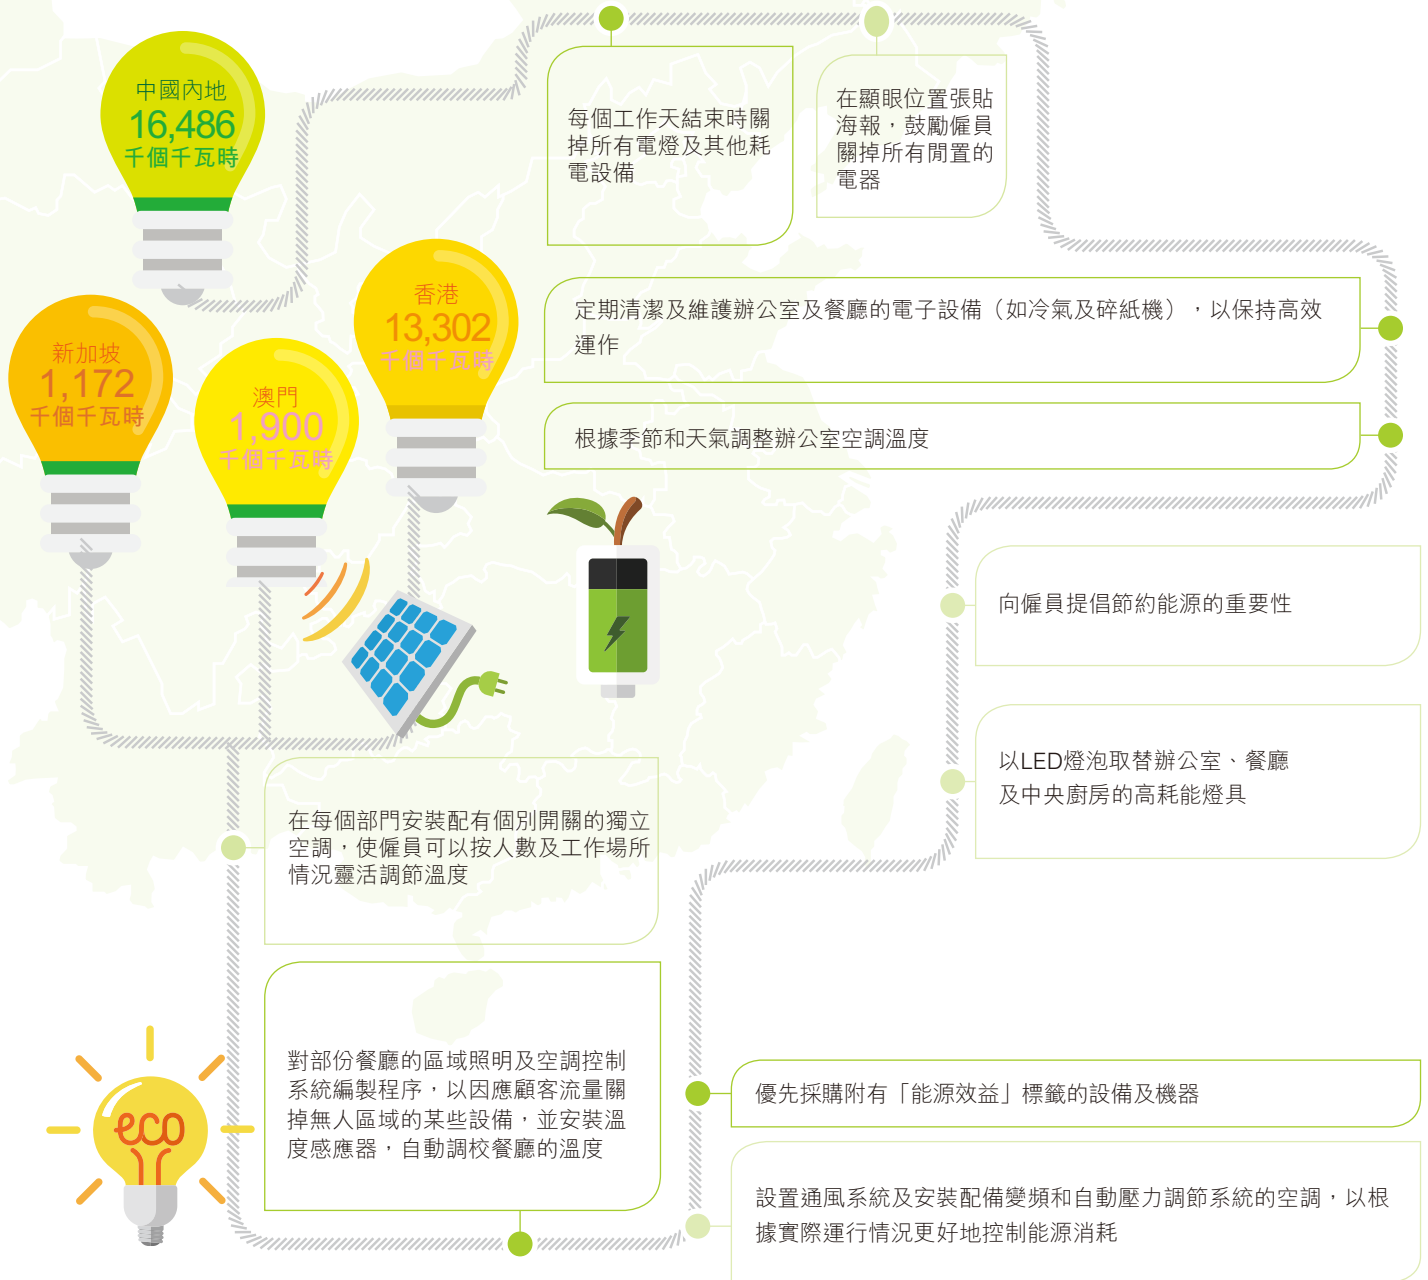 中國內地
16,486
千個千瓦時
新加坡
1,172
千個千瓦時
澳門
1,900
千個千瓦時
香港
13,302
千個千瓦時
每個工作天結束時關
掉所有電燈及其他耗
電設備
在顯眼位置張貼
海報，鼓勵僱員
關掉所有閒置的
電器
定期清潔及維護辦公室及餐廳的電子設備（如冷氣及碎紙機），以保持高效
運作
根據季節和天氣調整辦公室空調溫度
向僱員提倡節約能源的重要性
以LED燈泡取替辦公室、餐廳
及中央廚房的高耗能燈具
在每個部門安裝配有個別開關的獨立
空調，使僱員可以按人數及工作場所
情況靈活調節溫度
對部份餐廳的區域照明及空調控制
系統編製程序，以因應顧客流量關
掉無人區域的某些設備，並安裝溫
度感應器，自動調校餐廳的溫度
eco
優先採購附有「能源效益」標籤的設備及機器
設置通風系統及安裝配備變頻和自動壓力調節系統的空調，以根
據實際運行情況更好地控制能源消耗